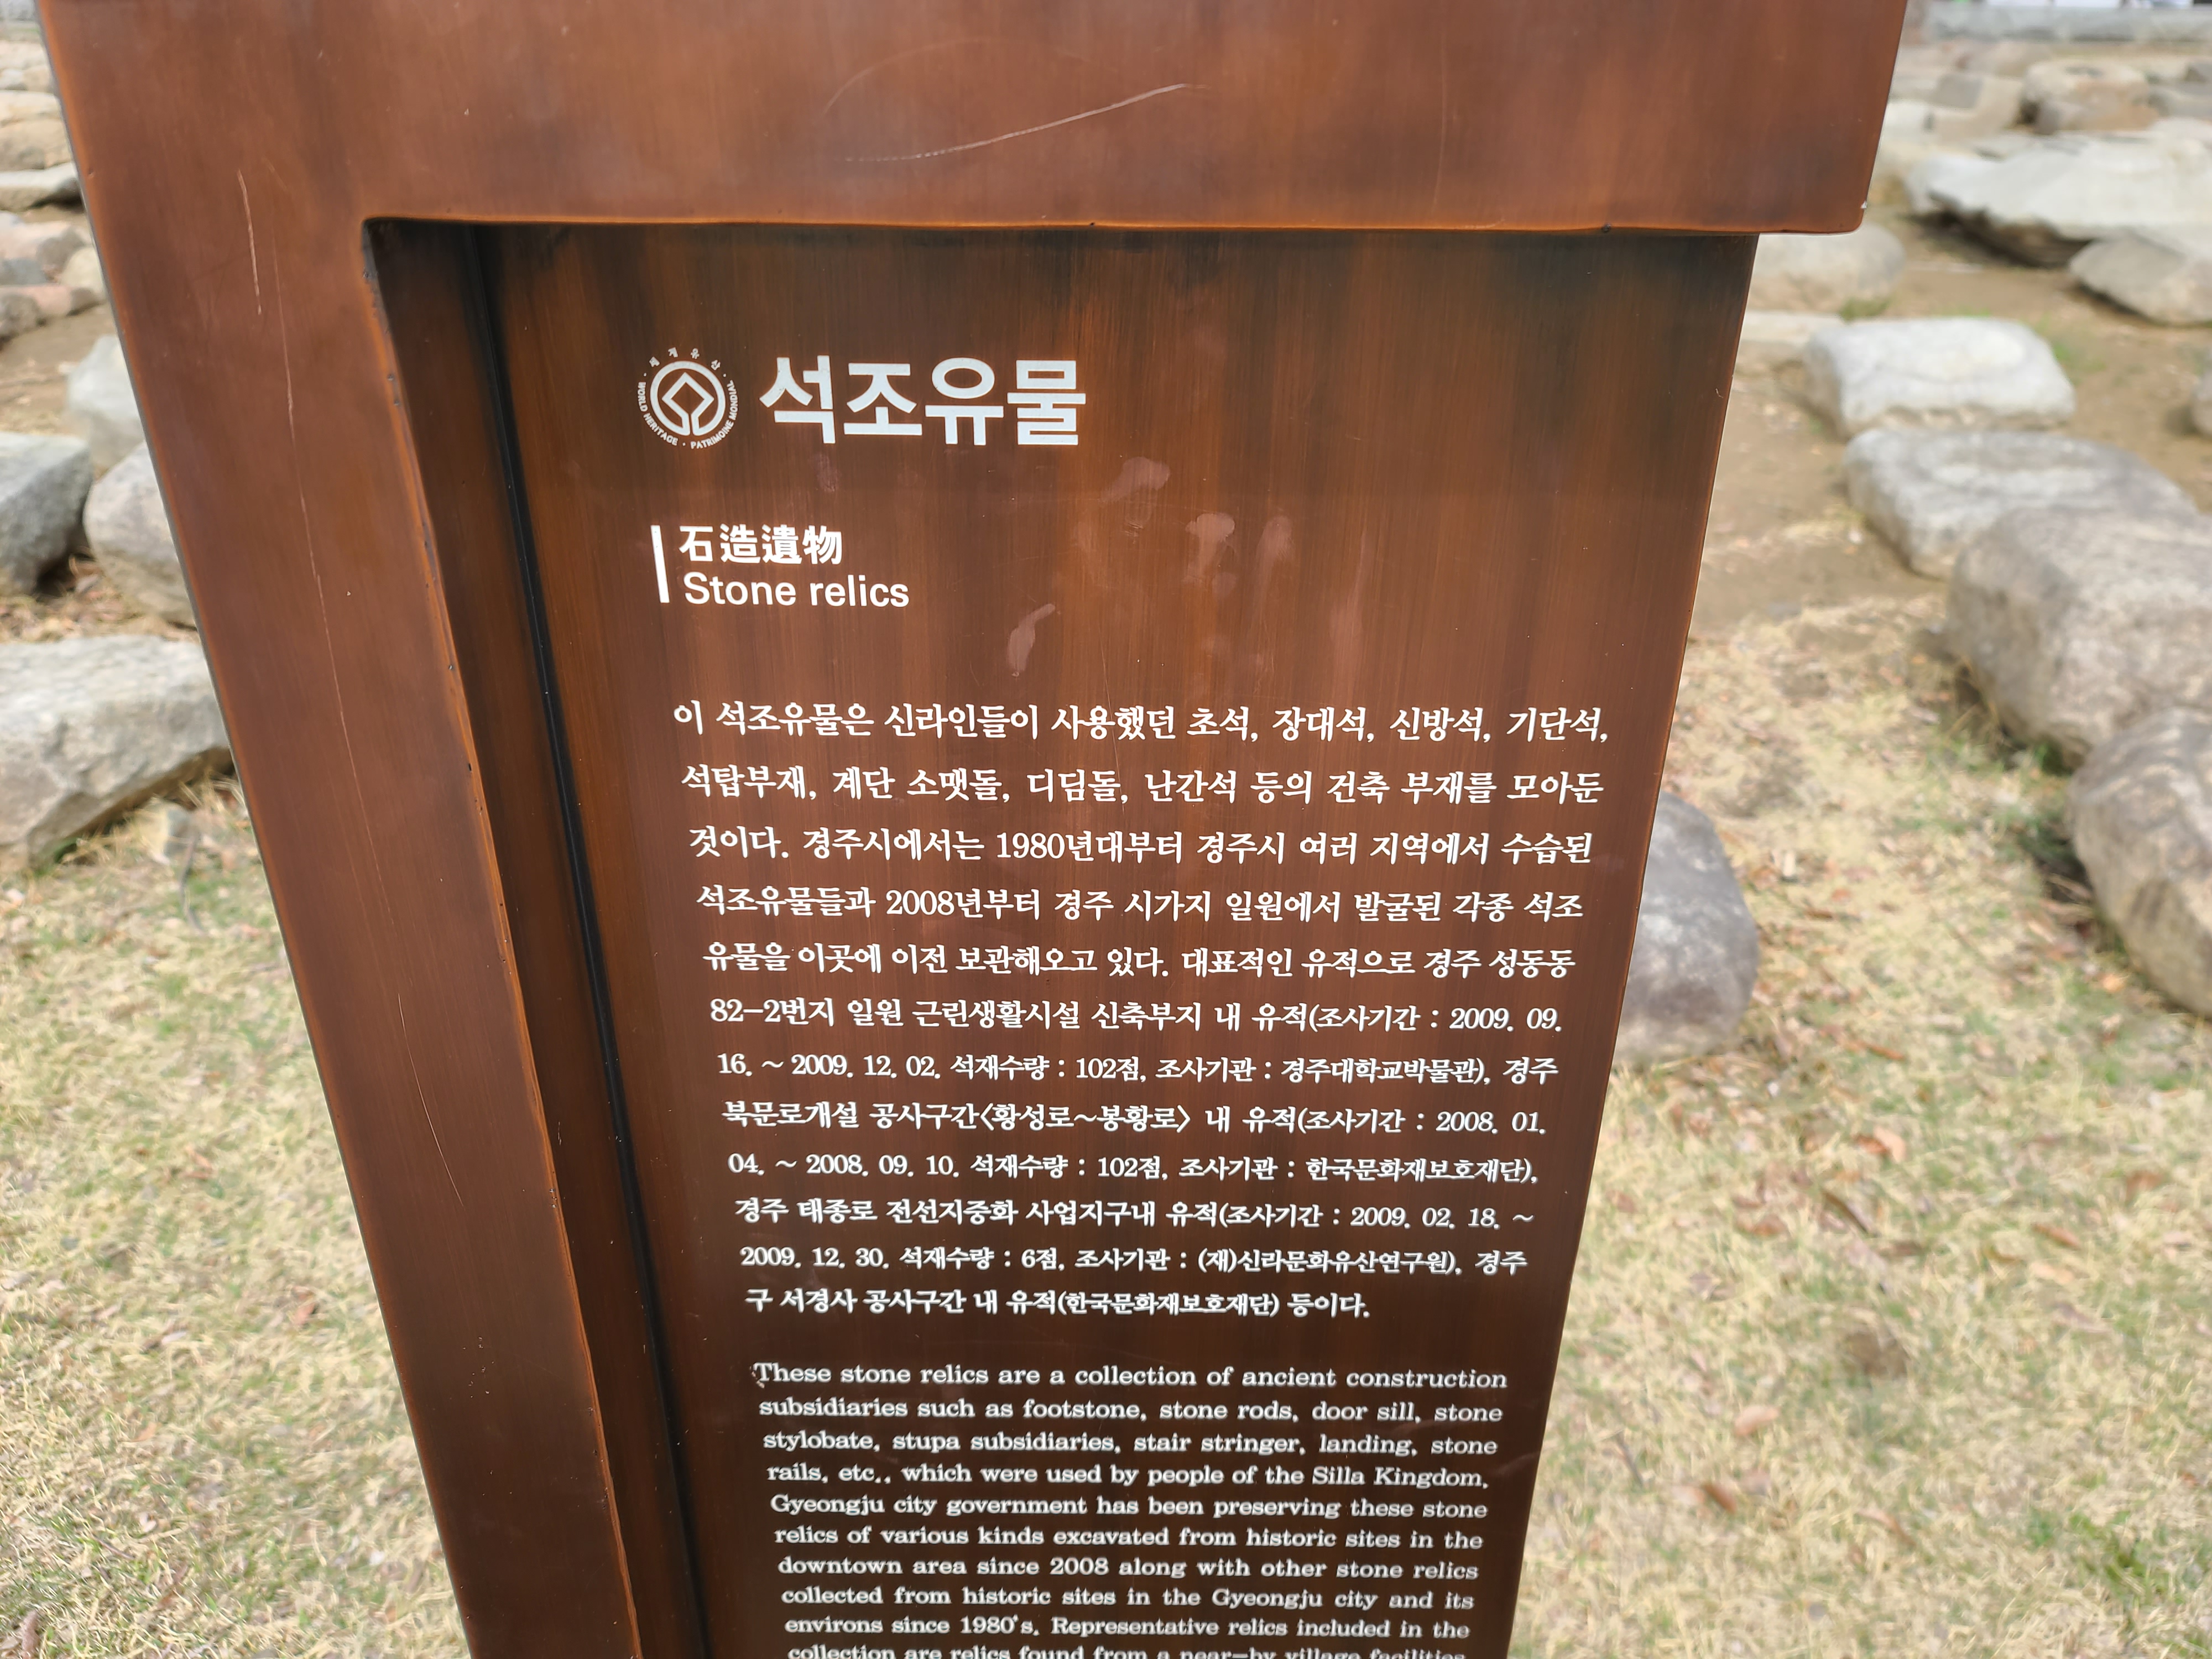 세계유산
WORLD HERITAGE · PATRIMOINE MONDIAL
석조유물
石造遺物
Stone relics
이 석조유물은 신라인들이 사용했던 초석, 장대석, 신방석, 기단석,
석탑부재, 계단 소맷돌, 디딤돌, 난간석 등의 건축 부재를 모아둔
것이다. 경주시에서는 1980년대부터 경주시 여러 지역에서 수습된
석조유물들과 2008년부터 경주 시가지 일원에서 발굴된 각종 석조
유물을 이곳에 이전 보관해오고 있다. 대표적인 유적으로 경주 성동동
82-2번지 일원 근린생활시설 신축부지 내 유적(조사기간 : 2009. 09.
16. ~ 2009. 12. 02. 석재수량 : 102점, 조사기관 : 경주대학교박물관), 경주
북문로개설 공사구간〈황성로~봉황로〉 내 유적(조사기간 : 2008. 01.
04. ~ 2008. 09. 10. 석재수량 : 102점, 조사기관 : 한국문화재보호재단),
경주 태종로 전선지중화 사업지구내 유적(조사기간 : 2009. 02. 18. ~
2009. 12. 30. 석재수량 : 6점, 조사기관 : (재)신라문화유산연구원), 경주
구 서경사 공사구간 내 유적(한국문화재보호재단) 등이다.
These stone relics are a collection of ancient construction
subsidiaries such as footstone, stone rods, door sill, stone
stylobate, stupa subsidiaries, stair stringer, landing, stone
rails, etc., which were used by people of the Silla Kingdom.
Gyeongju city government has been preserving these stone
relics of various kinds excavated from historic sites in the
downtown area since 2008 along with other stone relics
collected from historic sites in the Gyeongju city and its
environs since 1980's. Representative relics included in the
collection are relics found from a near-by village facilities